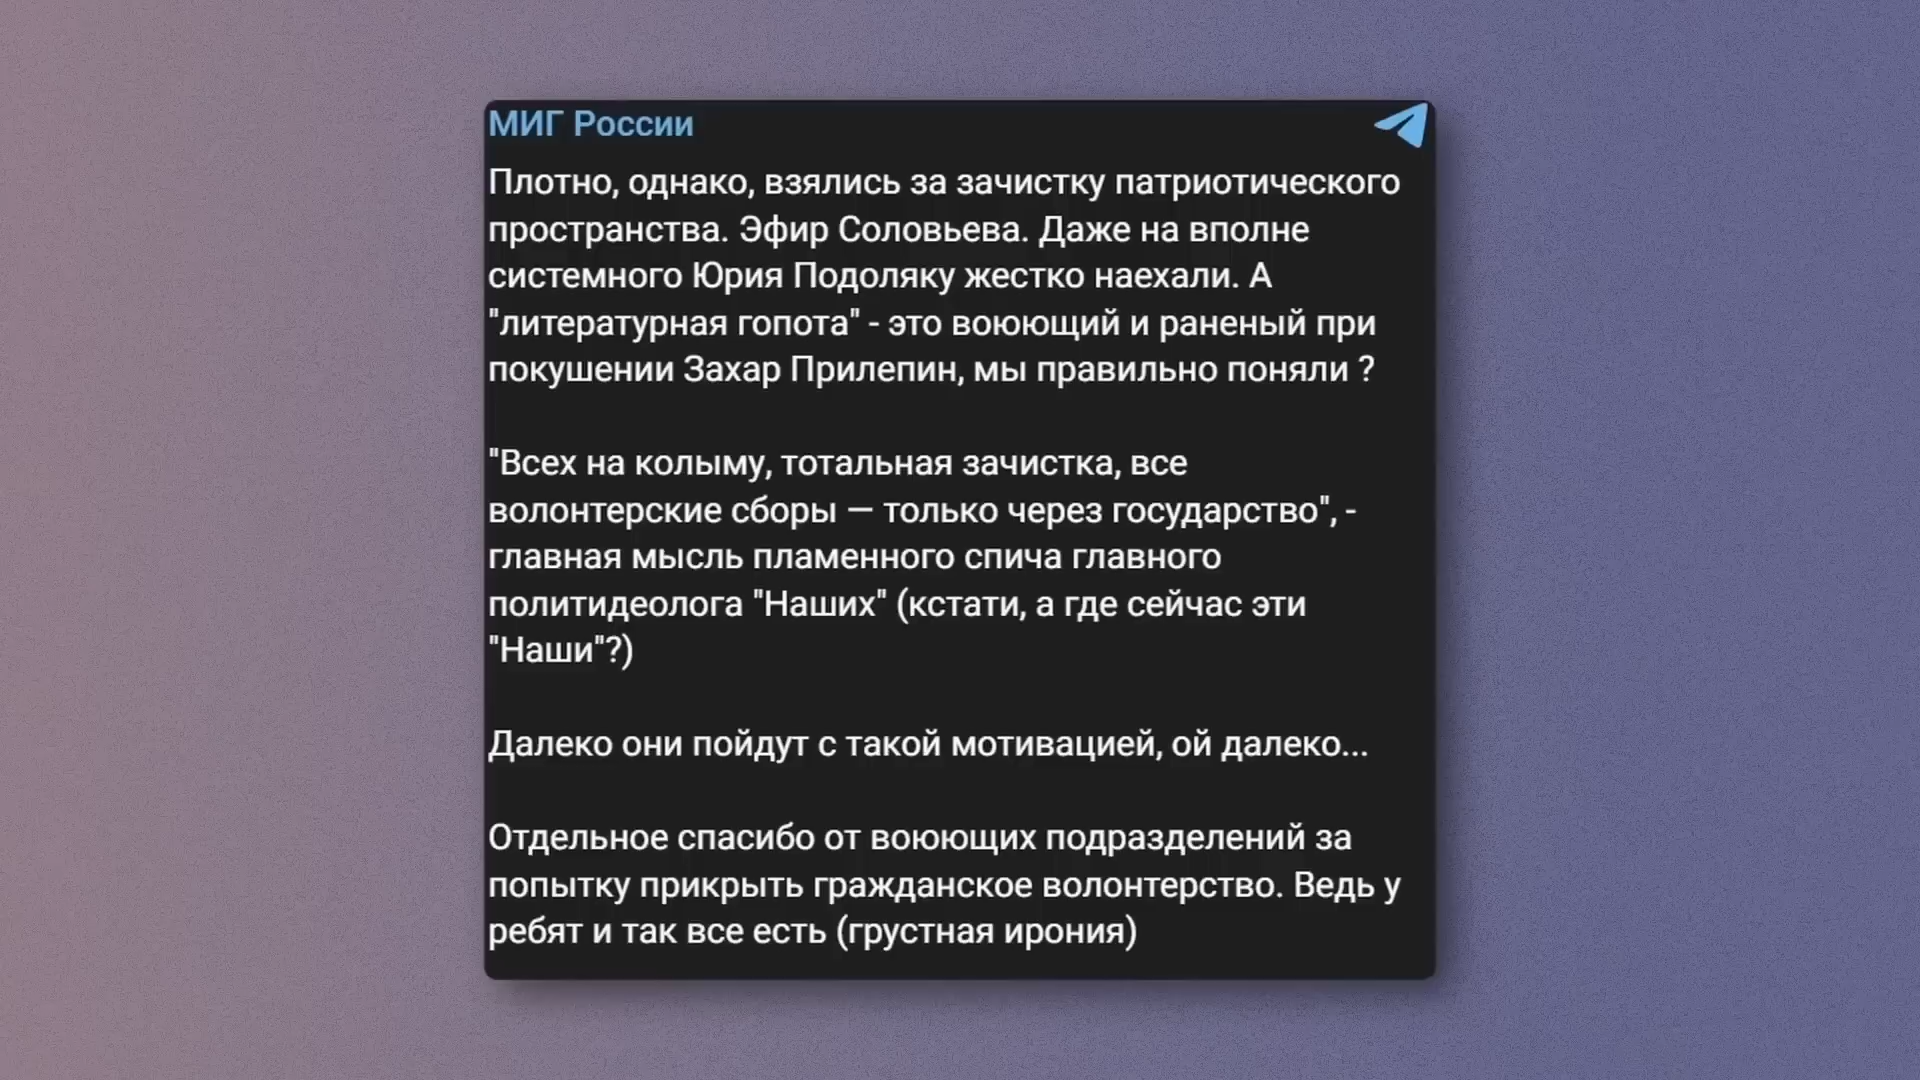 МИГ России
Плотно, однако, взялись за зачистку патриотического
пространства. Эфир Соловьева. Даже на вполне
системного Юрия Подоляку жестко наехали. А
"литературная гопота" - это воюющий и раненый при
покушении Захар Прилепин, мы правильно поняли ?
"Всех на колыму, тотальная зачистка, все
волонтерские сборы — только через государство", -
главная мысль пламенного спича главного
политидеолога "Наших" (кстати, а где сейчас эти
"Наши"?)
Далеко они пойдут с такой мотивацией, ой далеко...
Отдельное спасибо от воюющих подразделений за
попытку прикрыть гражданское волонтерство. Ведь у
ребят и так все есть (грустная ирония)